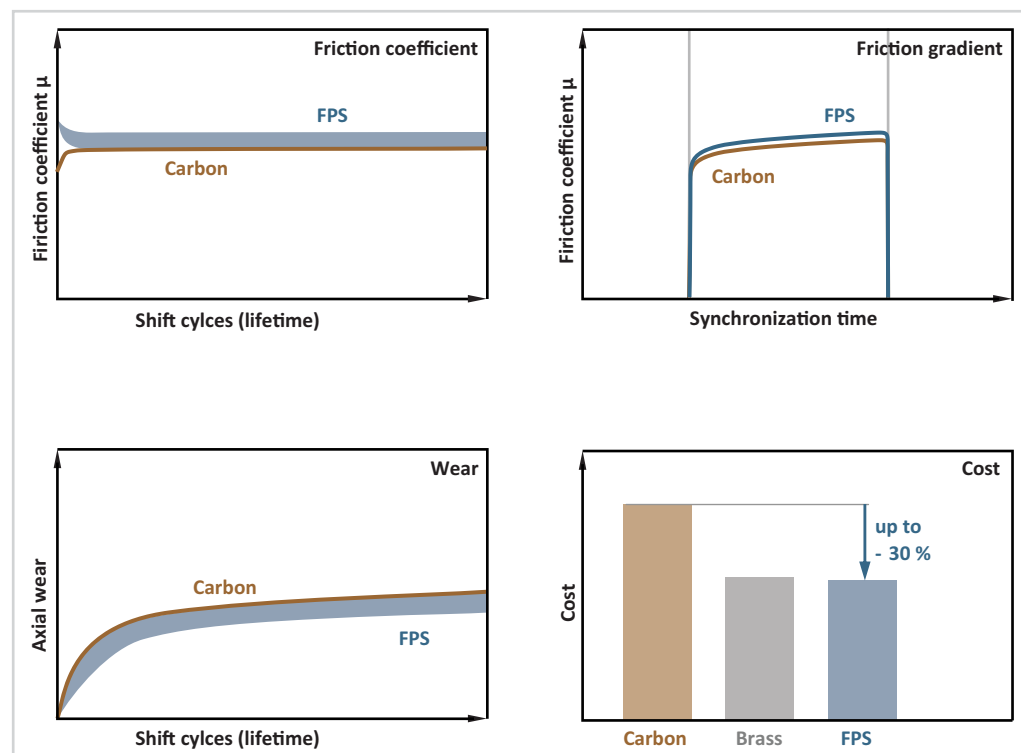 Friction coefficient
Firiction coefficient μ
FPS
Carbon
Shift cylces (lifetime)
Friction gradient
Firiction coefficient μ
FPS
Carbon
Synchronization time
Wear
Axial wear
Carbon
FPS
Shift cylces (lifetime)
Cost
Cost
up to
- 30 %
Carbon
Brass
FPS